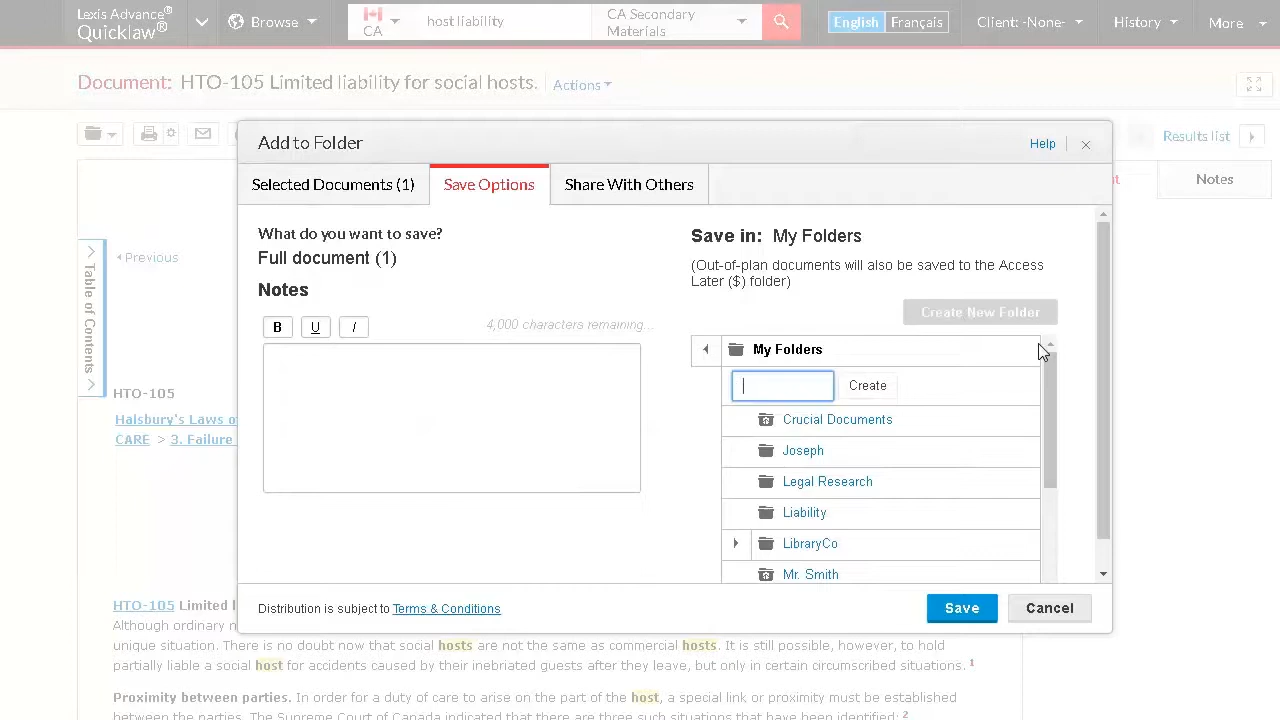 Lexis Advance®
Quicklaw®
Browse
CA
host liability
CA Secondary
Materials
English Français
Client: -None-
History
More
Document: HTO-105 Limited liability for social hosts.
Actions
Add to Folder
Help
Results list
Selected Documents (1)
Save Options
Share With Others
Notes
What do you want to save?
Full document (1)
Notes
B U I
4,000 characters remaining...
Save in: My Folders
(Out-of-plan documents will also be saved to the Access
Later ($) folder)
Create New Folder
My Folders
Create
Crucial Documents
Joseph
Legal Research
Liability
LibraryCo
Mr. Smith
Distribution is subject to Terms & Conditions
Save
Cancel
Previous
Table of Contents
HTO-105
Halsbury's Laws
CARE > 3. Failure
HTO-105 Limited
Although ordinary
unique situation. There is no doubt now that social hosts are not the same as commercial hosts. It is still possible, however, to hold
partially liable a social host for accidents caused by their inebriated guests after they leave, but only in certain circumscribed situations. 1
Proximity between parties. In order for a duty of care to arise on the part of the host, a special link or proximity must be established
between the parties. The Supreme Court of Canada indicated that there are three such situations that have been identified: 2